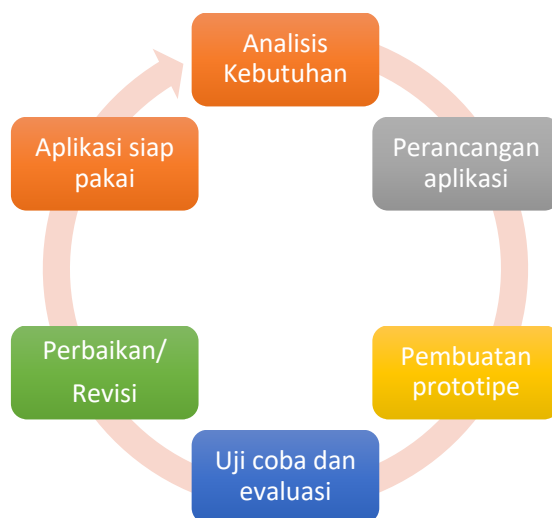 Analisis
Kebutuhan
Perancangan
aplikasi
Pembuatan
prototipe
Uji coba dan
evaluasi
Perbaikan/
Revisi
Aplikasi siap
pakai